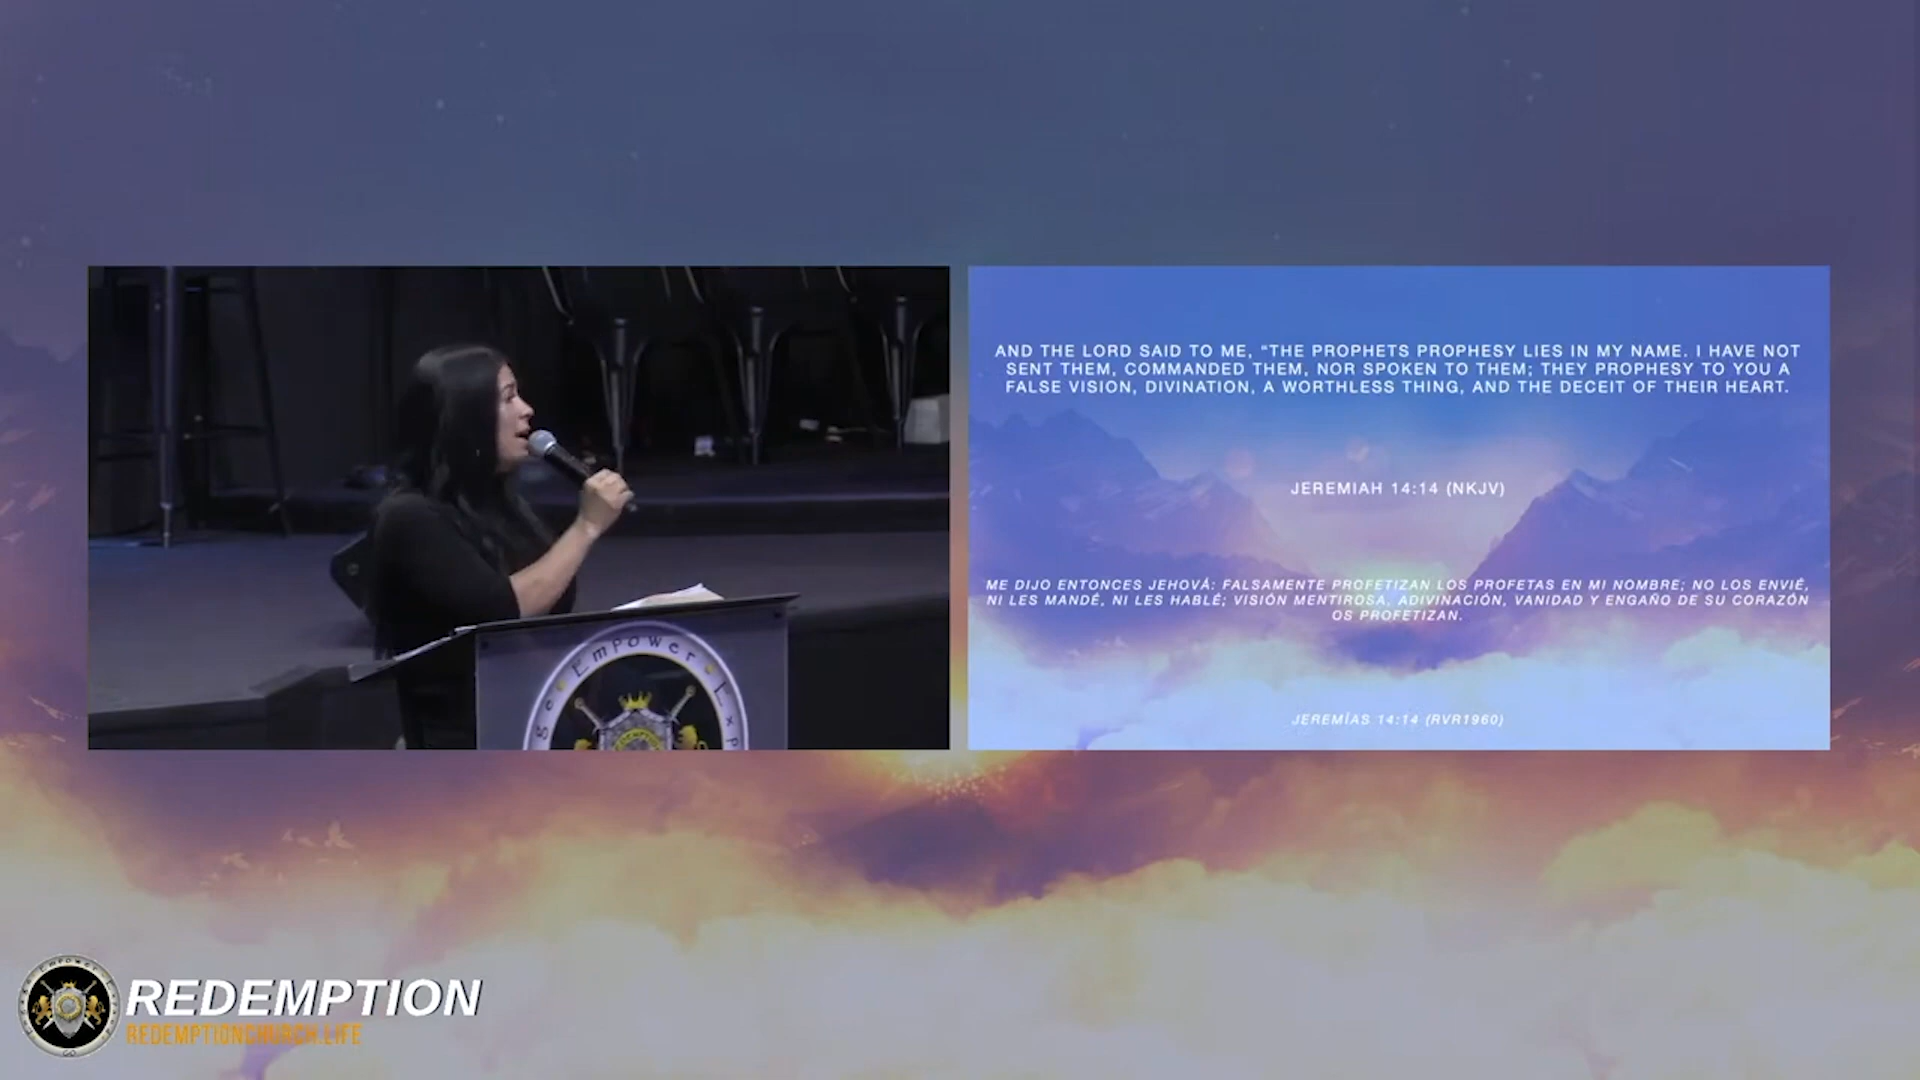 AND THE LORD SAID TO ME, "THE PROPHETS PROPHESY LIES IN MY NAME. I HAVE NOT
SENT THEM, COMMANDED THEM, NOR SPOKEN TO THEM; THEY PROPHESY TO YOU A
FALSE VISION, DIVINATION, A WORTHLESS THING, AND THE DECEIT OF THEIR HEART.
JEREMIAH 14:14 (NKJV)
ME DIJO ENTONCES JEHOVÁ: FALSAMENTE PROFETIZAN LOS PROFETAS EN MI NOMBRE; NO LOS ENVIÉ,
NI LES MANDÉ, NI LES HABLÉ; VISIÓN MENTIROSA, ADIVINACIÓN, VANIDAD Y ENGAÑO DE SU CORAZÓN
OS PROFETIZAN.
JEREMÍAS 14:14 (RVR1960)
Empower
REDEMPTION
REDEMPTIONCHURCH.LIFE